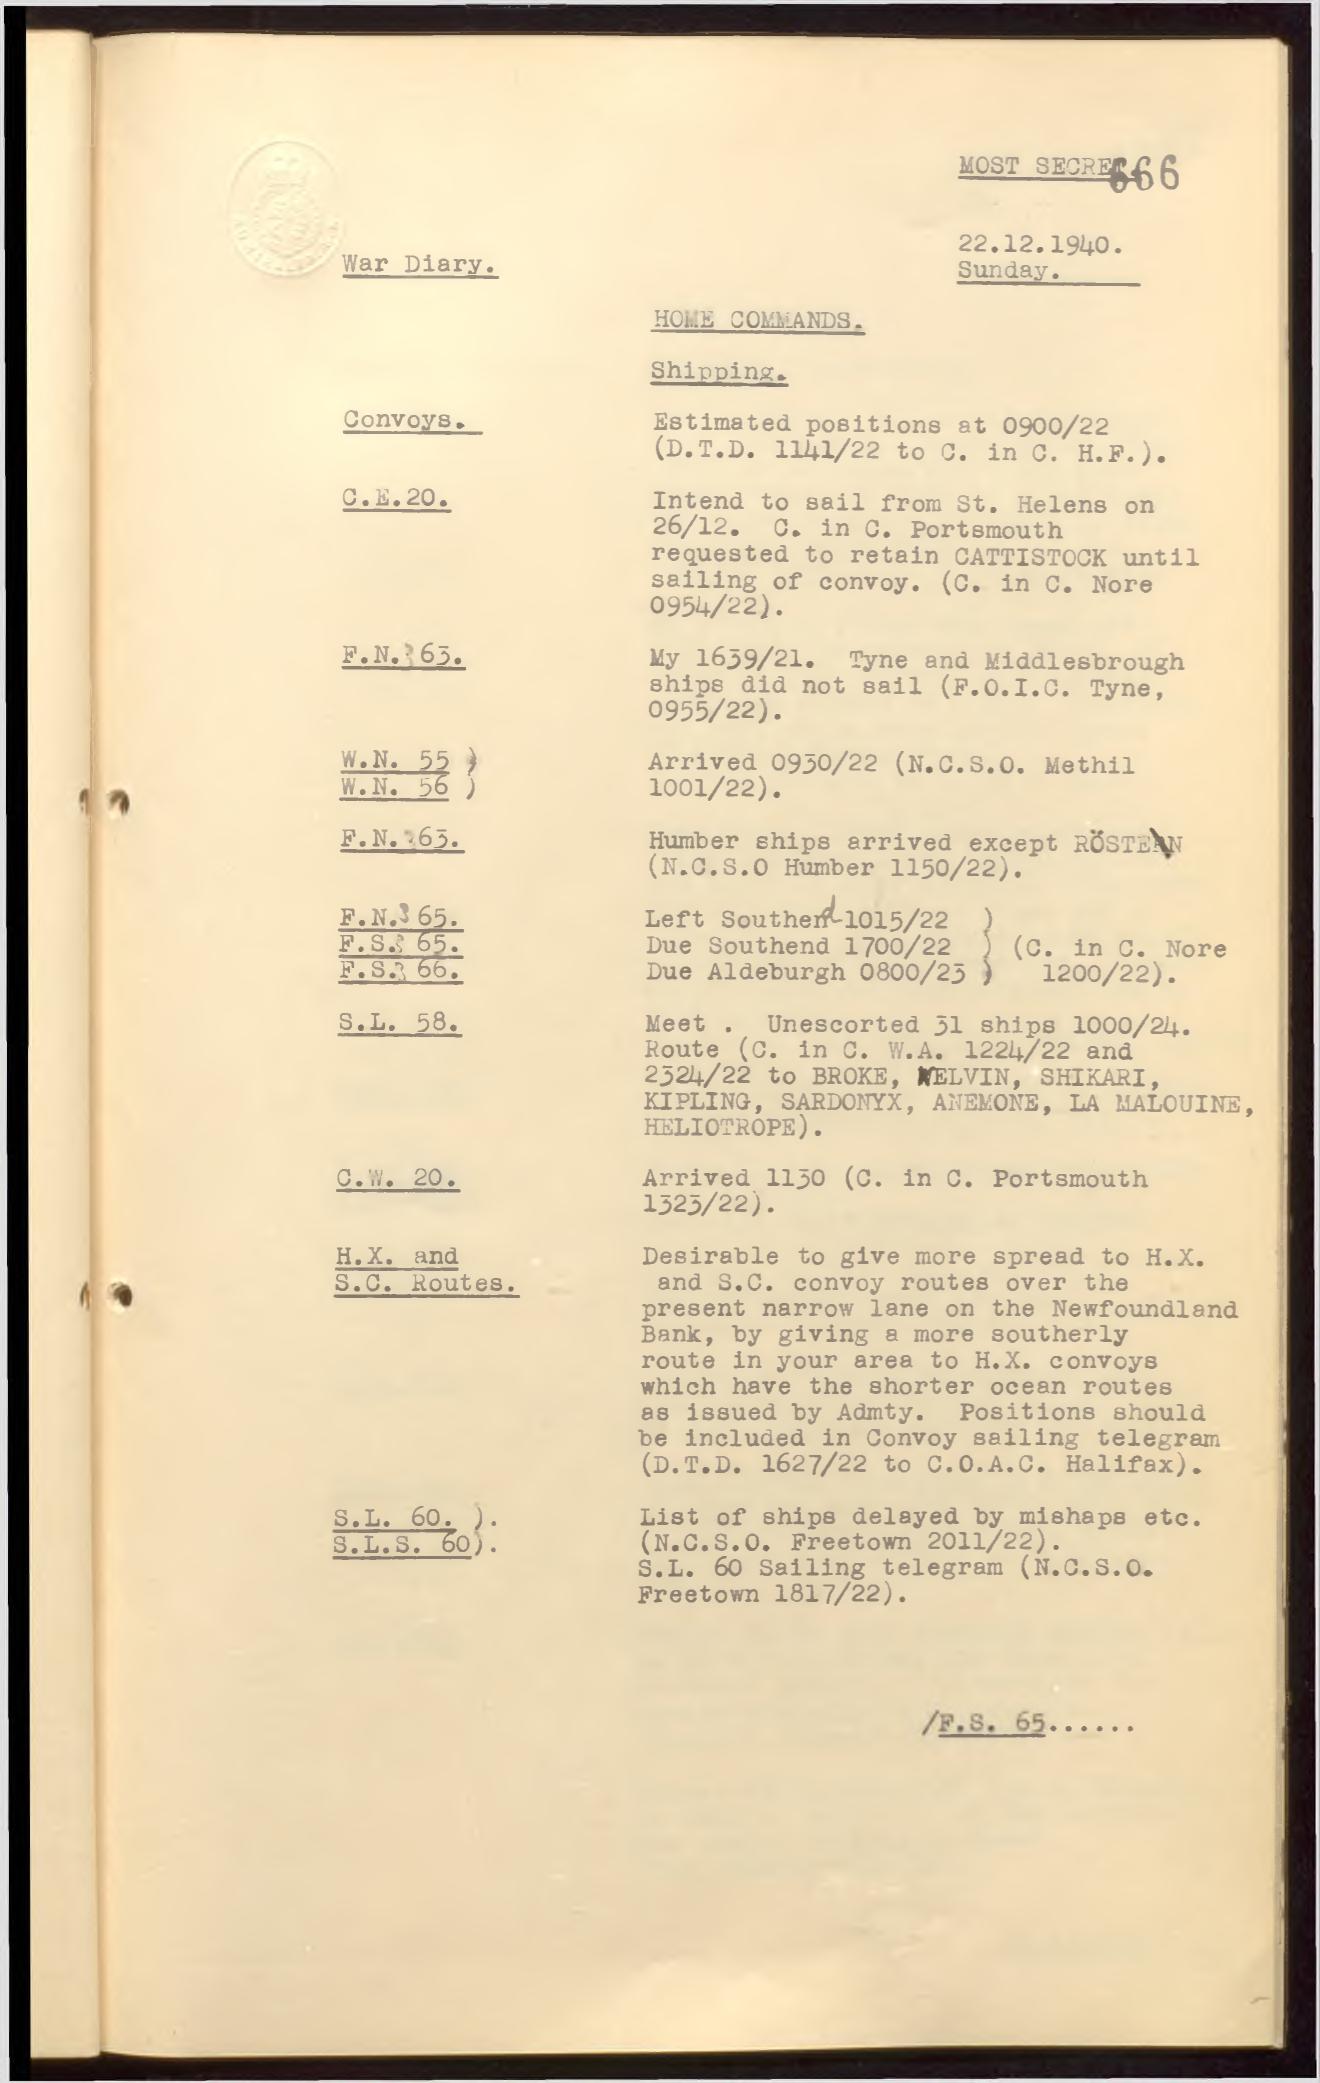 MOST SECRET.
666
22.12.1940.
Sunday.
War Diary.
HOME COMMANDS.
Shipping.
Convoys. Estimated positions at 0900/22
(D.T.D. 1141/22 to C. in C. H.F.).
C.E.20. Intend to sail from St. Helens on
26/12. C. in C. Portsmouth
requested to retain CATTISTOCK until
sailing of convoy. (C. in C. Nore
0954/22).
F.N. 363. My 1639/21. Tyne and Middlesbrough
ships did not sail (F.O.I.C. Tyne,
0955/22).
W.N. 55 ) Arrived 0930/22 (N.C.S.O. Methil
W.N. 56 ) 1001/22).
F.N. 363. Humber ships arrived except RÖSTEN
(N.C.S.O Humber 1150/22).
F.N. 365. Left Southend 1015/22 )
F.S. 365. Due Southend 1700/22 ) (C. in C. Nore
F.S. 366. Due Aldeburgh 0800/23 ) 1200/22).
S.L. 58. Meet . Unescorted 31 ships 1000/24.
Route (C. in C. W.A. 1224/22 and
2324/22 to BROKE, KELVIN, SHIKARI,
KIPLING, SARDONYX, ANEMONE, LA MALOUINE,
HELIOTROPE).
C.W. 20. Arrived 1130 (C. in C. Portsmouth
1323/22).
H.X. and Desirable to give more spread to H.X.
S.C. Routes. and S.C. convoy routes over the
present narrow lane on the Newfoundland
Bank, by giving a more southerly
route in your area to H.X. convoys
which have the shorter ocean routes
as issued by Admty. Positions should
be included in Convoy sailing telegram
(D.T.D. 1627/22 to C.O.A.C. Halifax).
S.L. 60. ). List of ships delayed by mishaps etc.
S.L.S. 60). (N.C.S.O. Freetown 2011/22).
S.L. 60 Sailing telegram (N.C.S.O.
Freetown 1817/22).
/F.S. 65......